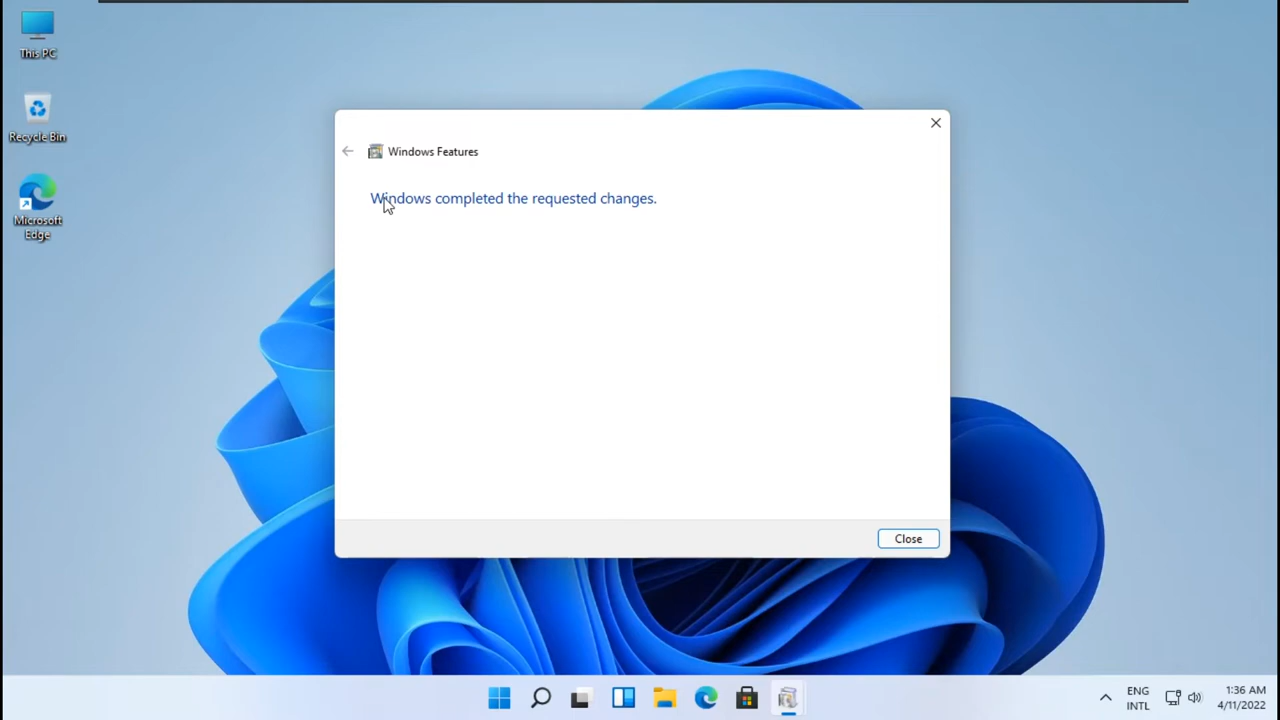 This PC
Recycle Bin
Microsoft
Edge
Windows Features
Windows completed the requested changes.
Close
ENG
INTL
1:36 AM
4/11/2022